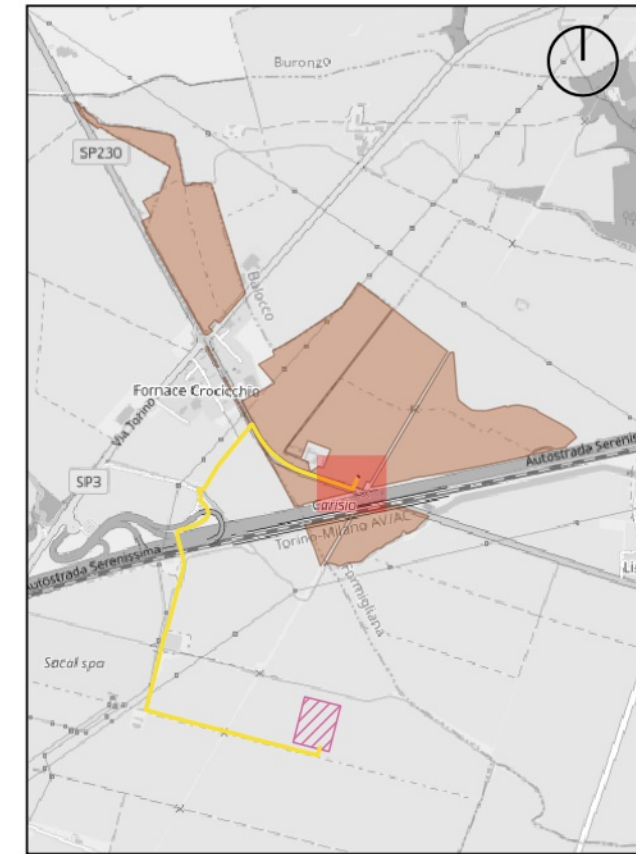 Buronzo
SP230
Balocco
Fornace Crocicchio
Via Torino
Autostrada Serenissima
SP3
Carisio
Torino-Milano AV/AC
Autostrada Serenissima
Formigliana
Sacal spa